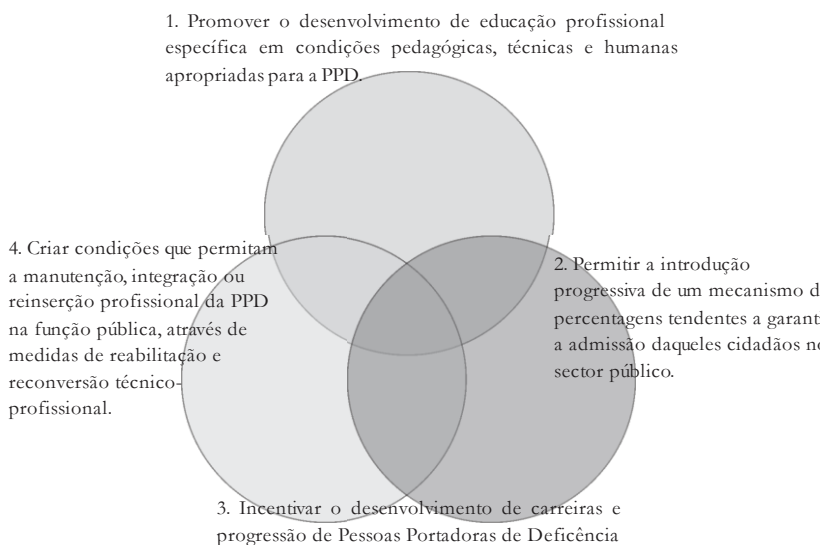 1. Promover o desenvolvimento de educação profissional
específica em condições pedagógicas, técnicas e humanas
apropriadas para a PPD.
2. Permitir a introdução
progressiva de um mecanismo d
percentagens tendentes a garant
a admissão daqueles cidadãos no
sector público.
3. Incentivar o desenvolvimento de carreiras e
progressão de Pessoas Portadoras de Deficência
4. Criar condições que permitam
a manutenção, integração ou
reinserção profissional da PPD
na função pública, através de
medidas de reabilitação e
reconversão técnico-
profissional.